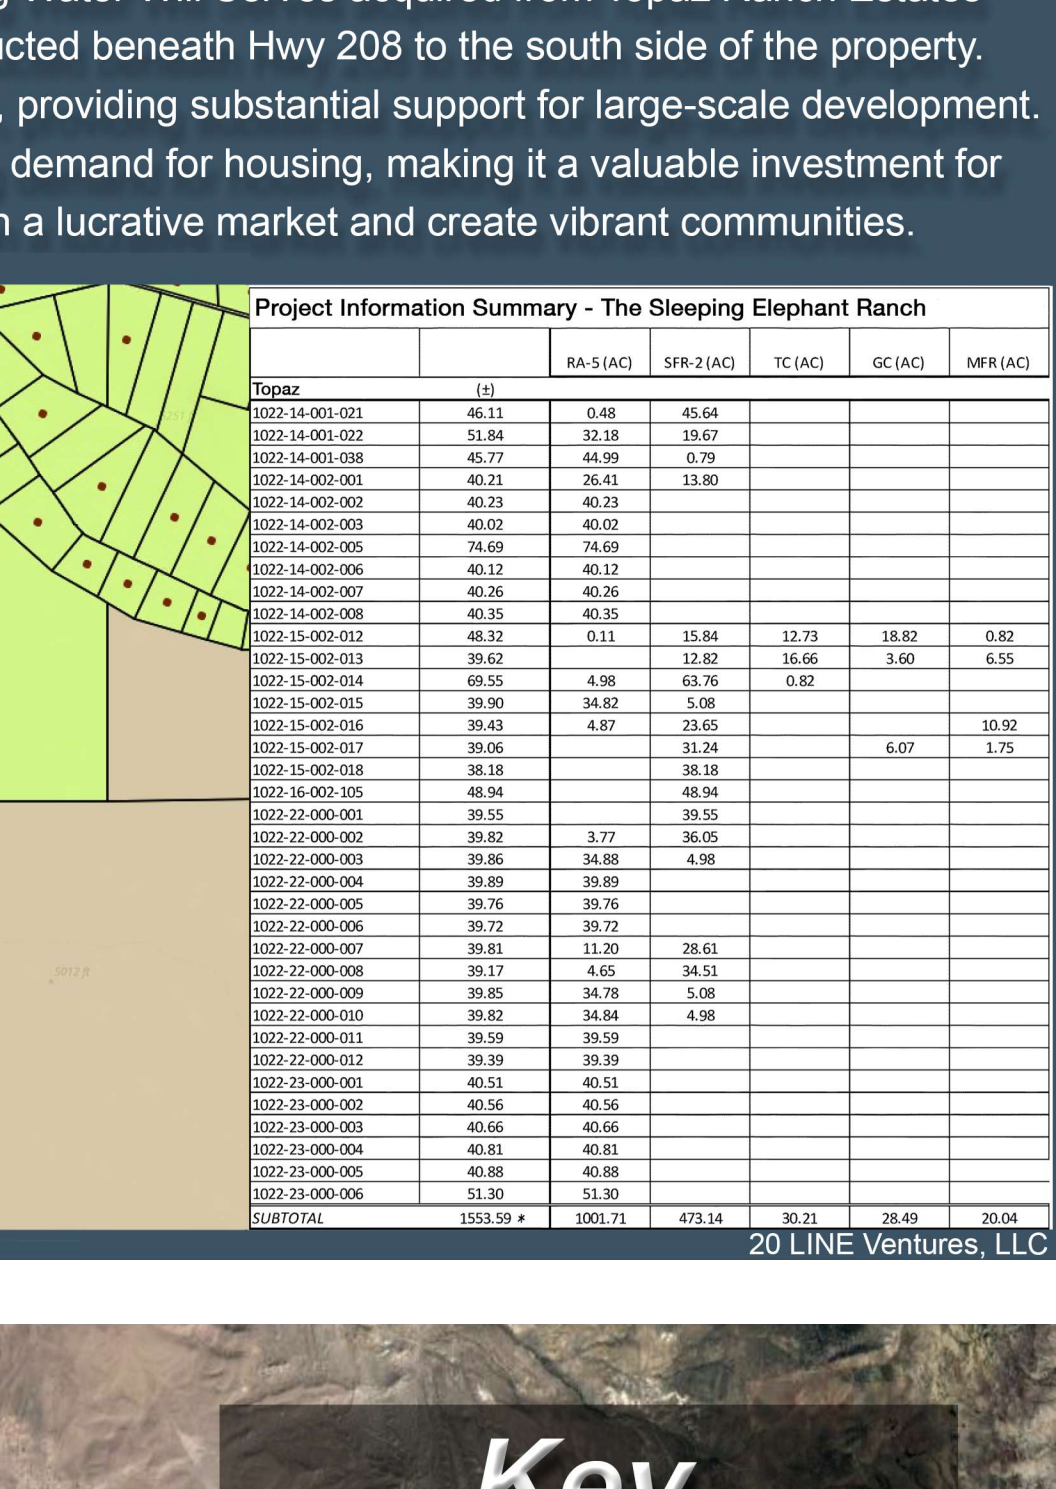 g Water Will Serves acquired from Topaz Ranch Estates
ucted beneath Hwy 208 to the south side of the property.
, providing substantial support for large-scale development.
demand for housing, making it a valuable investment for
n a lucrative market and create vibrant communities.
Project Information Summary - The Sleeping Elephant Ranch
RA-5 (AC) SFR-2 (AC) TC (AC) GC (AC) MFR (AC)
Topaz (±)
1022-14-001-021 46.11 0.48 45.64
1022-14-001-022 51.84 32.18 19.67
1022-14-001-038 45.77 44.99 0.79
1022-14-002-001 40.21 26.41 13.80
1022-14-002-002 40.23 40.23
1022-14-002-003 40.02 40.02
1022-14-002-005 74.69 74.69
1022-14-002-006 40.12 40.12
1022-14-002-007 40.26 40.26
1022-14-002-008 40.35 40.35
1022-15-002-012 48.32 0.11 15.84 12.73 18.82 0.82
1022-15-002-013 39.62 12.82 16.66 3.60 6.55
1022-15-002-014 69.55 4.98 63.76 0.82
1022-15-002-015 39.90 34.82 5.08
1022-15-002-016 39.43 4.87 23.65 10.92
1022-15-002-017 39.06 31.24 6.07 1.75
1022-15-002-018 38.18 38.18
1022-16-002-105 48.94 48.94
1022-22-000-001 39.55 39.55
1022-22-000-002 39.82 3.77 36.05
1022-22-000-003 39.86 34.88 4.98
1022-22-000-004 39.89 39.89
1022-22-000-005 39.76 39.76
1022-22-000-006 39.72 39.72
1022-22-000-007 39.81 11.20 28.61
1022-22-000-008 39.17 4.65 34.51
1022-22-000-009 39.85 34.78 5.08
1022-22-000-010 39.82 34.84 4.98
1022-22-000-011 39.59 39.59
1022-22-000-012 39.39 39.39
1022-23-000-001 40.51 40.51
1022-23-000-002 40.56 40.56
1022-23-000-003 40.66 40.66
1022-23-000-004 40.81 40.81
1022-23-000-005 40.88 40.88
1022-23-000-006 51.30 51.30
SUBTOTAL 1553.59 * 1001.71 473.14 30.21 28.49 20.04
5012 ft
20 LINE Ventures, LLC
Key